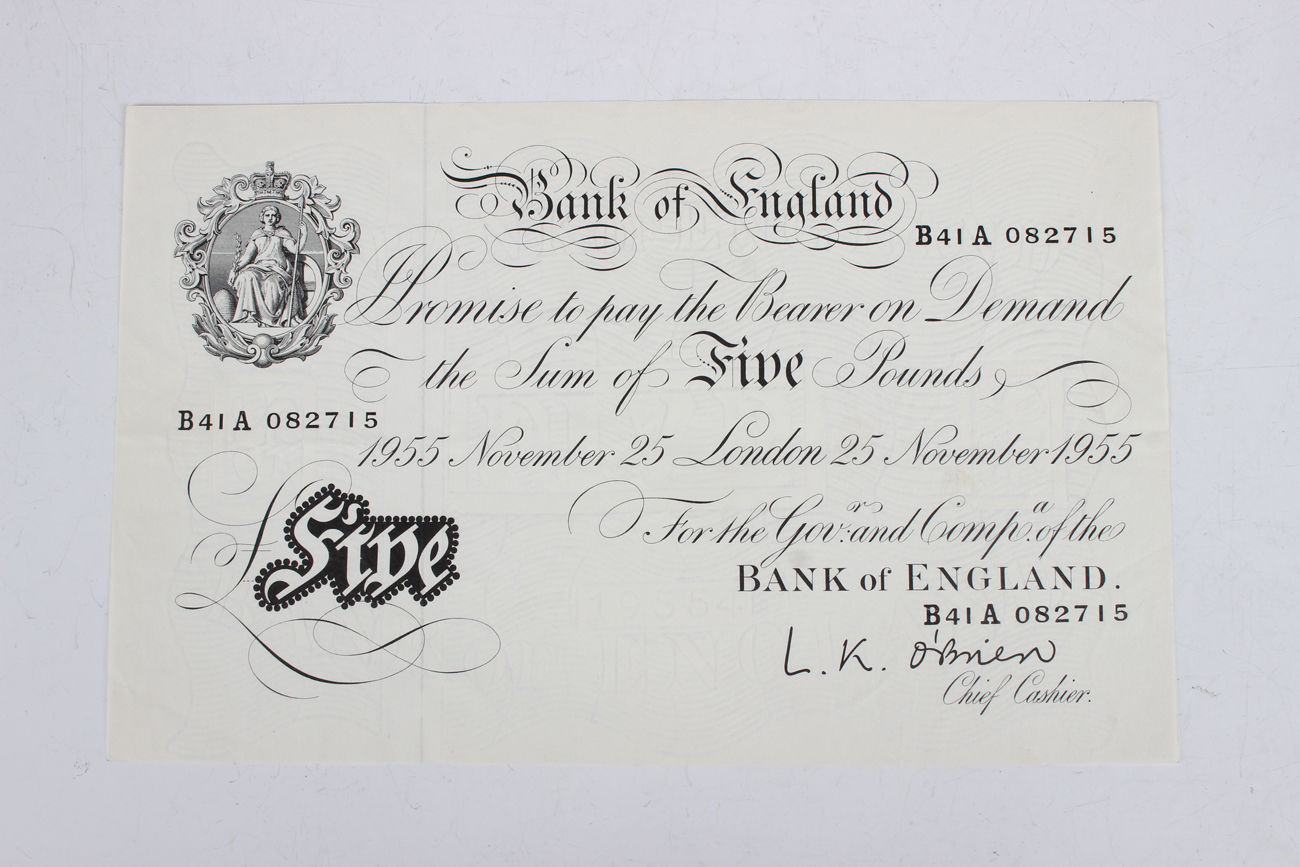 Bank of England
B41A 082715
I Promise to pay the Bearer on Demand
the Sum of Five Pounds
B41A 082715
1955 November 25 London 25 November 1955
£Five
For the Govr: and Compa. of the
BANK of ENGLAND.
B41A 082715
L. K. O'Brien
Chief Cashier.